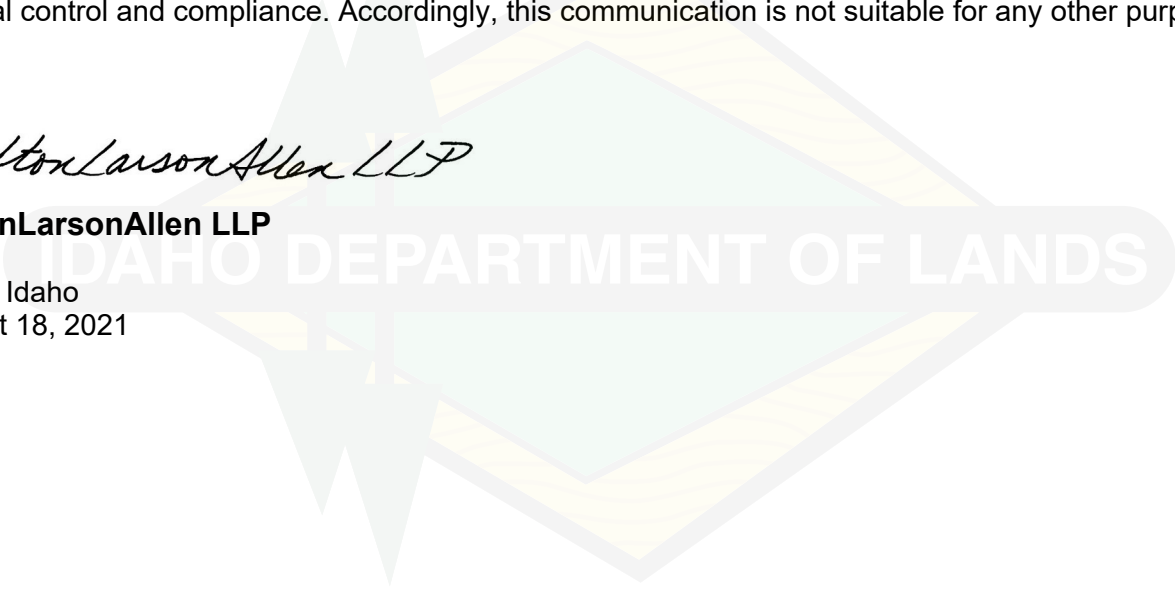 al control and compliance. Accordingly, this communication is not suitable for any other purp
ltonLarsonAllen LLP
nLarsonAllen LLP
IDAHO DEPARTMENT OF LANDS
Idaho
t 18, 2021